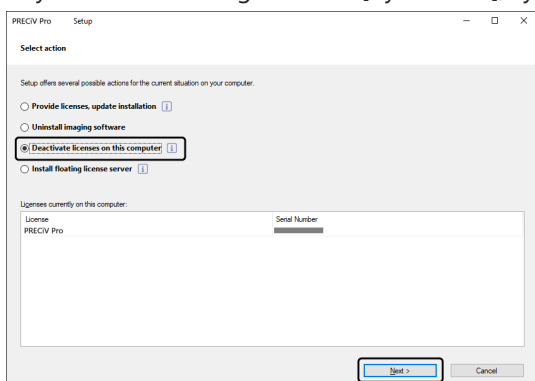 PRECiV Pro Setup
Select action
Setup offers several possible actions for the current situation on your computer.
Provide licenses, update installation i
Uninstall imaging software
Deactivate licenses on this computer i
Install floating license server i
Licenses currently on this computer:
License Serial Number
PRECiV Pro
Next > Cancel